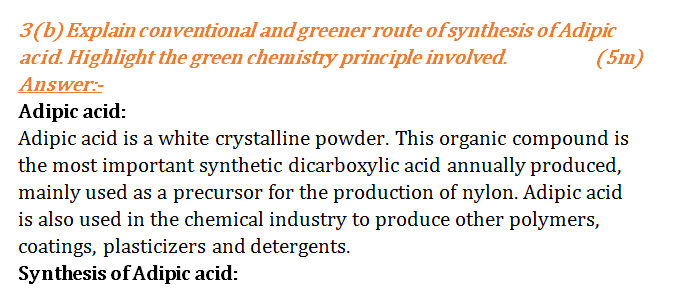 3(b) Explain conventional and greener route of synthesis of Adipic
acid. Highlight the green chemistry principle involved. (5m)
Answer:-
Adipic acid:
Adipic acid is a white crystalline powder. This organic compound is
the most important synthetic dicarboxylic acid annually produced,
mainly used as a precursor for the production of nylon. Adipic acid
is also used in the chemical industry to produce other polymers,
coatings, plasticizers and detergents.
Synthesis of Adipic acid: